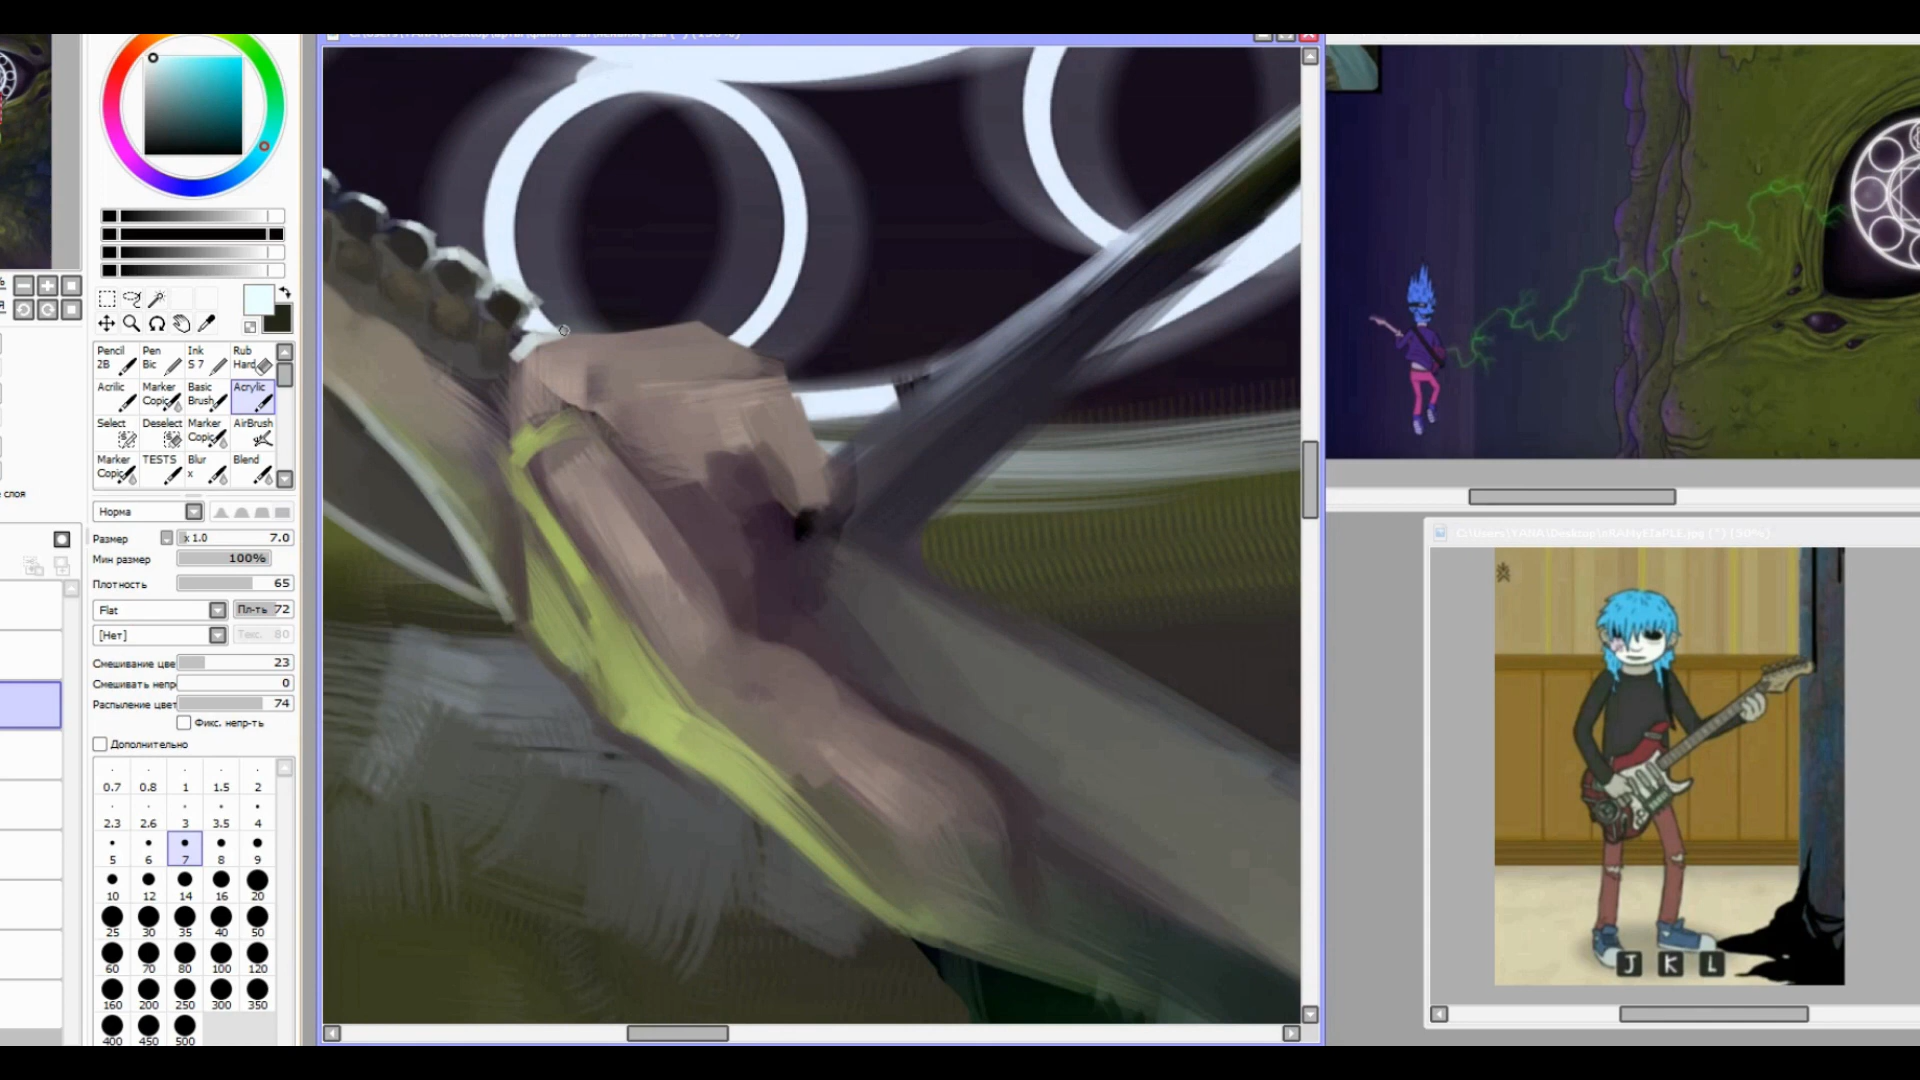 Pencil 2B
Pen Bic
Ink S 7
Rub Hard
Acrilic
Marker Copic
Basic Brush
Acrylic
Select
Deselect
Marker Copic
AirBrush
Marker Copic
TESTS
Blur x
Blend
е слоя
Норма
Размер x 1.0 7.0
Мин размер 100%
Плотность 65
Flat Пл-ть 72
[Нет] Текс. 80
Смешивание цве 23
Смешивать непр 0
Распыление цвет 74
Фикс. непр-ть
Дополнительно
0.7 0.8 1 1.5 2
2.3 2.6 3 3.5 4
5 6 7 8 9
10 12 14 16 20
25 30 35 40 50
60 70 80 100 120
160 200 250 300 350
400 450 500
J K L